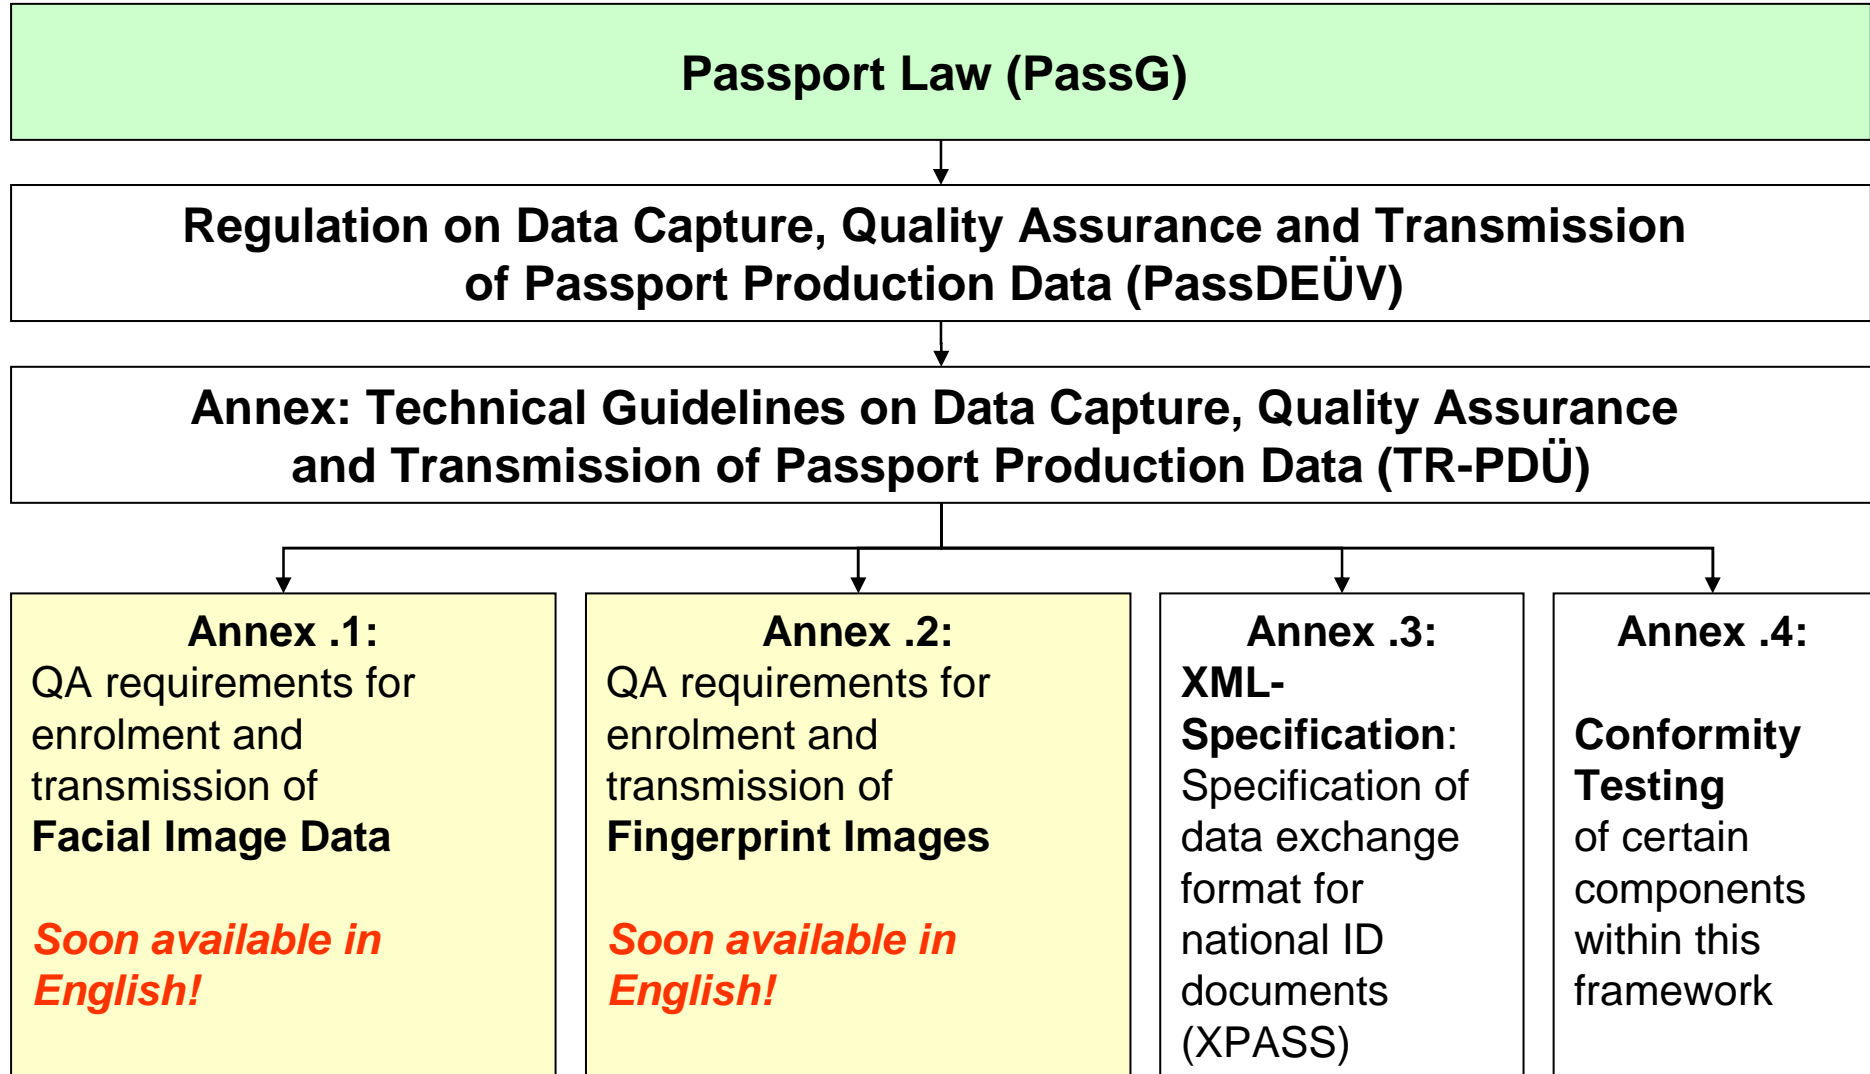 Passport Law (PassG)
Regulation on Data Capture, Quality Assurance and Transmission
of Passport Production Data (PassDEÜV)
Annex: Technical Guidelines on Data Capture, Quality Assurance
and Transmission of Passport Production Data (TR-PDÜ)
Annex .1:
QA requirements for
enrolment and
transmission of
Facial Image Data
Soon available in
English!
Annex .2:
QA requirements for
enrolment and
transmission of
Fingerprint Images
Soon available in
English!
Annex .3:
XML-
Specification:
Specification of
data exchange
format for
national ID
documents
(XPASS)
Annex .4:
Conformity
Testing
of certain
components
within this
framework